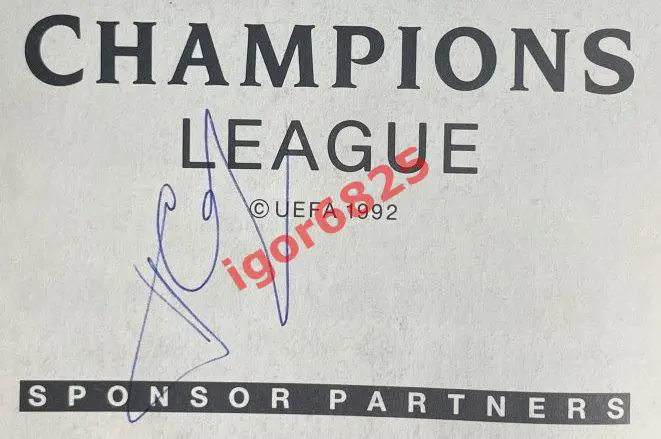 CHAMPIONS
LEAGUE
© UEFA 1992
igor6825
SPONSOR PARTNERS